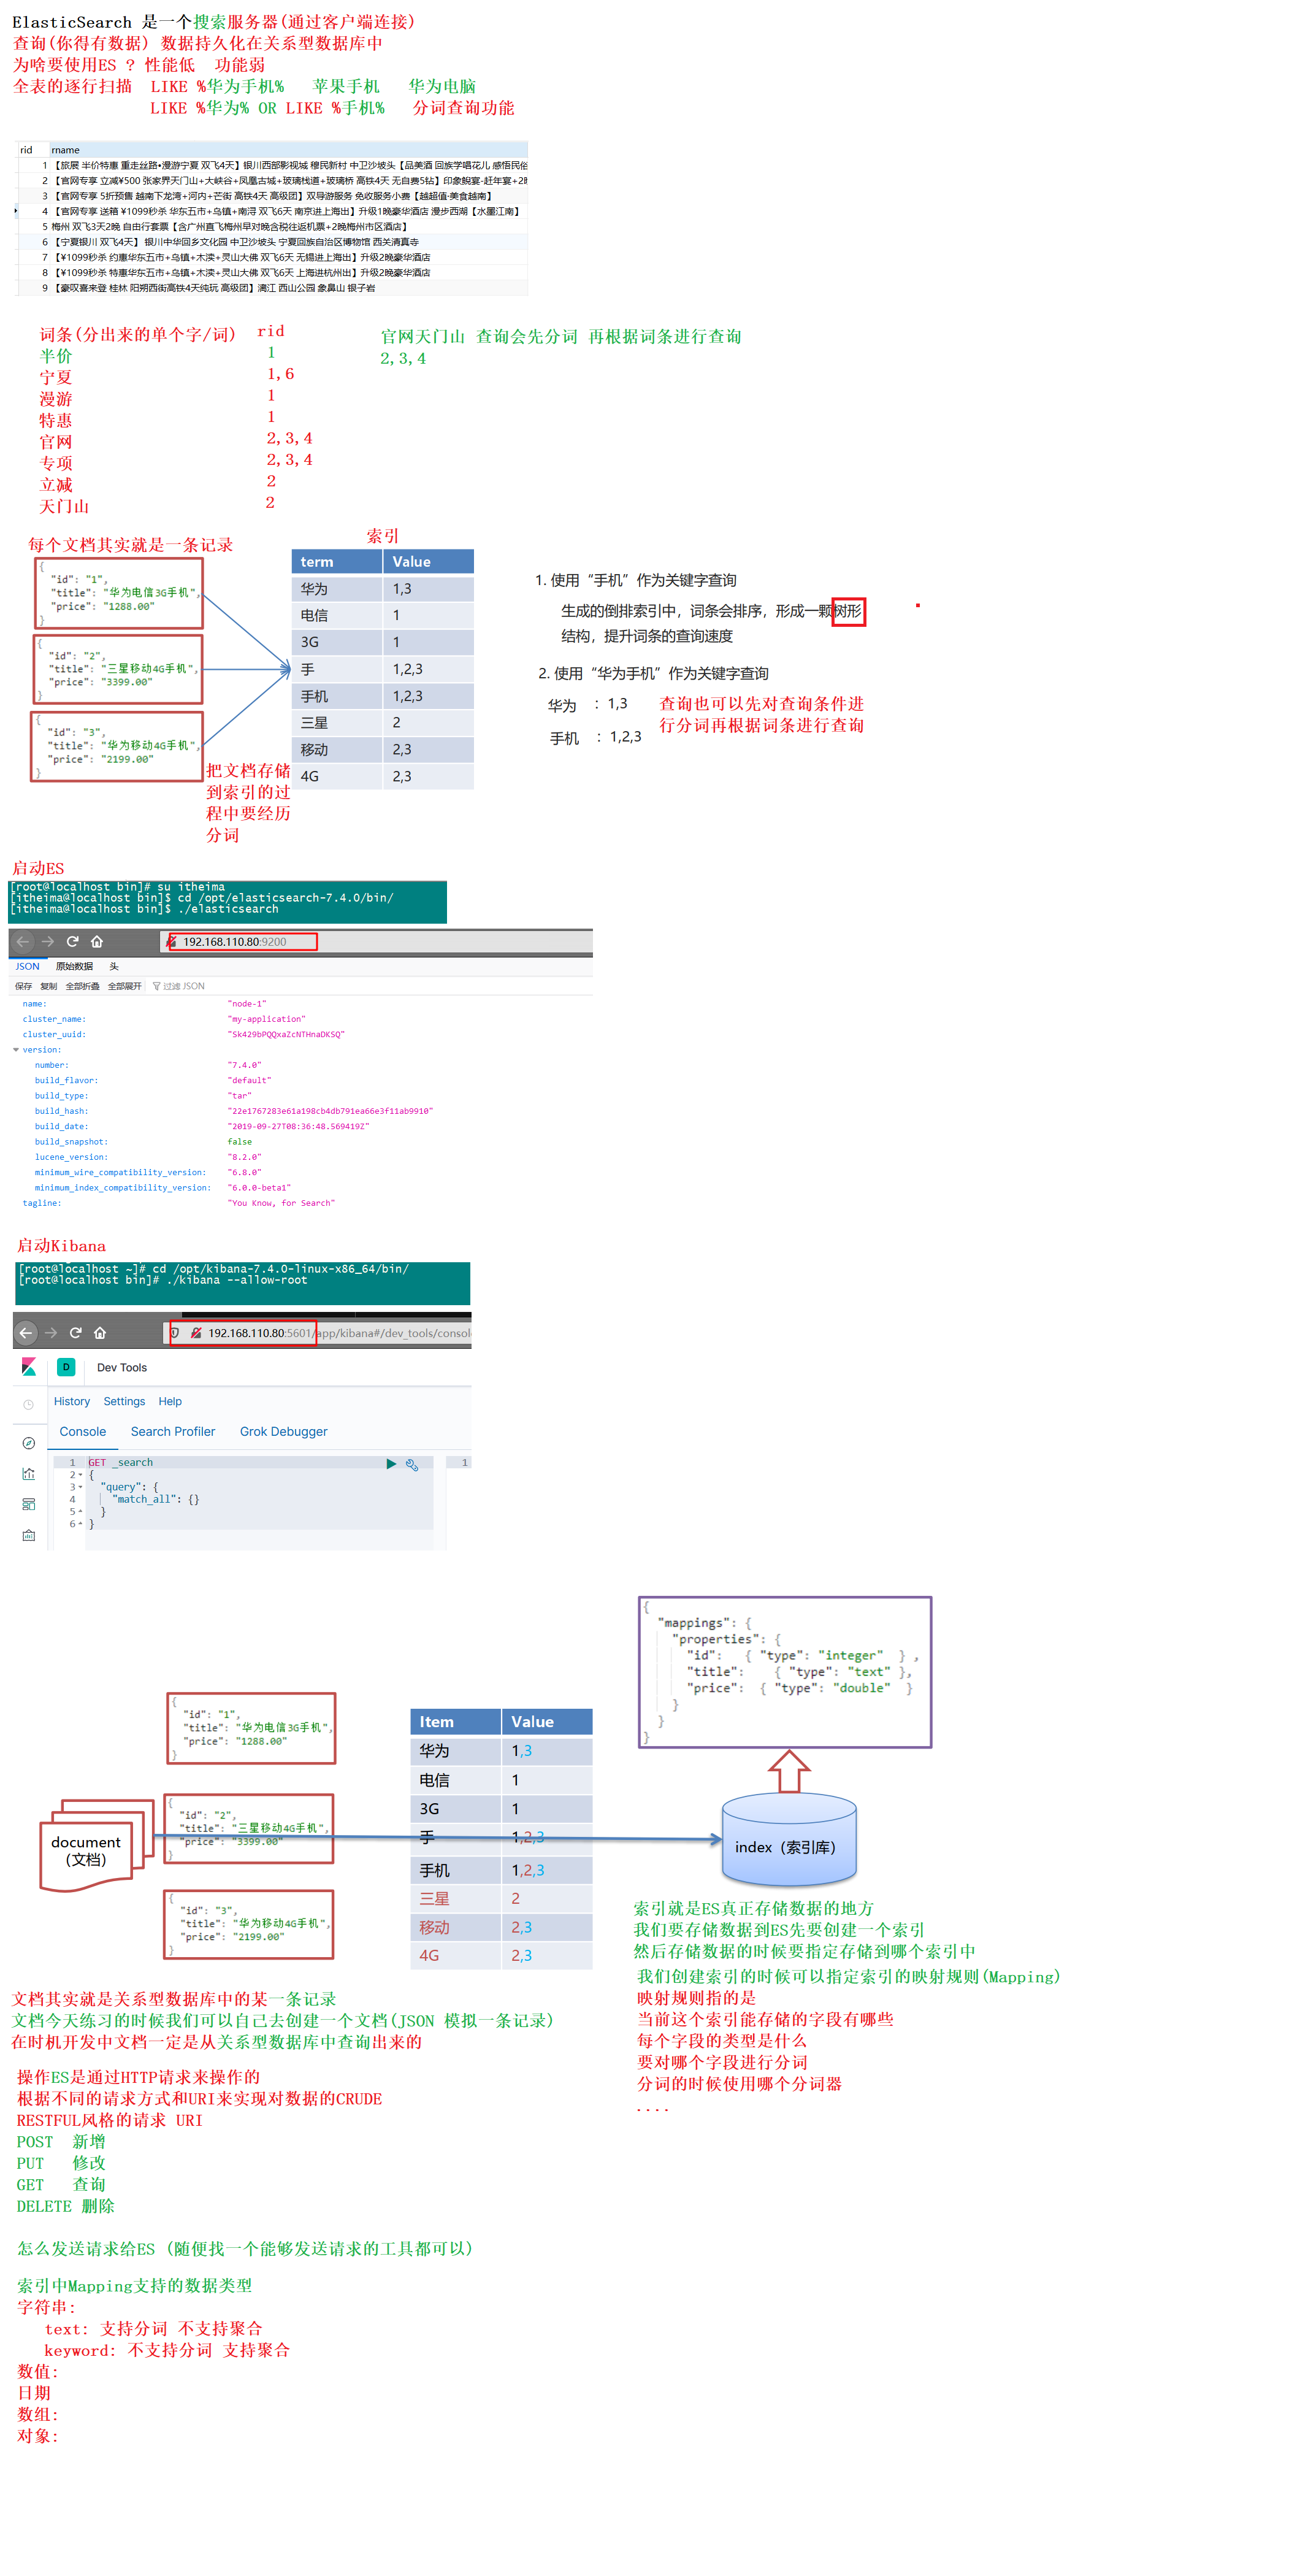 ElasticSearch 是一个搜索服务器(通过客户端连接)
查询(你得有数据) 数据持久化在关系型数据库中
为啥要使用ES ? 性能低 功能弱
全表的逐行扫描 LIKE %华为手机% 苹果手机 华为电脑
LIKE %华为% OR LIKE %手机% 分词查询功能
rid rname
1 【旅展 半价特惠 重走丝路•漫游宁夏 双飞4天】银川西部影视城 穆民新村 中卫沙坡头【品美酒 回族学唱花儿 感悟民俗
2 【官网专享 立减¥500 张家界天门山+大峡谷+凤凰古城+玻璃栈道+玻璃桥 高铁4天 无自费5钻】印象鲵宴-赶年宴+2晚
3 【官网专享 5折预售 越南下龙湾+河内+芒街 高铁4天 高级团】双导游服务 免收服务小费【越超值·美食越南】
4 【官网专享 送箱 ¥1099秒杀 华东五市+乌镇+南浔 双飞6天 南京进上海出】升级1晚豪华酒店 漫步西湖【水墨江南】
5 梅州 双飞3天2晚 自由行套票【含广州直飞梅州早对晚含税往返机票+2晚梅州市区酒店】
6 【宁夏银川 双飞4天】 银川中华回乡文化园 中卫沙坡头 宁夏回族自治区博物馆 西关清真寺
7 【¥1099秒杀 约惠华东五市+乌镇+木渎+灵山大佛 双飞6天 无锡进上海出】升级2晚豪华酒店
8 【¥1099秒杀 特惠华东五市+乌镇+木渎+灵山大佛 双飞6天 上海进杭州出】升级2晚豪华酒店
9 【豪叹喜来登 桂林 阳朔西街高铁4天纯玩 高级团】漓江 西山公园 象鼻山 银子岩
词条(分出来的单个字/词) rid
半价 1
宁夏 1,6
漫游 1
特惠 1
官网 2,3,4
专项 2,3,4
立减 2
天门山 2
官网天门山 查询会先分词 再根据词条进行查询
2,3,4
每个文档其实就是一条记录
{
"id": "1",
"title": "华为电信3G手机",
"price": "1288.00"
}
{
"id": "2",
"title": "三星移动4G手机",
"price": "3399.00"
}
{
"id": "3",
"title": "华为移动4G手机",
"price": "2199.00"
}
把文档存储
到索引的过
程中要经历
分词
索引
term Value
华为 1,3
电信 1
3G 1
手 1,2,3
手机 1,2,3
三星 2
移动 2,3
4G 2,3
1. 使用“手机”作为关键字查询
生成的倒排索引中，词条会排序，形成一颗树形
结构，提升词条的查询速度
2. 使用“华为手机”作为关键字查询
华为 ：1,3
手机 ：1,2,3
查询也可以先对查询条件进
行分词再根据词条进行查询
启动ES
[root@localhost bin]# su itheima
[itheima@localhost bin]$ cd /opt/elasticsearch-7.4.0/bin/
[itheima@localhost bin]$ ./elasticsearch
192.168.110.80:9200
JSON 原始数据 头
保存 复制 全部折叠 全部展开 过滤 JSON
name: "node-1"
cluster_name: "my-application"
cluster_uuid: "Sk429bPQQxaZcNTHnaDKSQ"
version:
number: "7.4.0"
build_flavor: "default"
build_type: "tar"
build_hash: "22e1767283e61a198cb4db791ea66e3f11ab9910"
build_date: "2019-09-27T08:36:48.569419Z"
build_snapshot: false
lucene_version: "8.2.0"
minimum_wire_compatibility_version: "6.8.0"
minimum_index_compatibility_version: "6.0.0-beta1"
tagline: "You Know, for Search"
启动Kibana
[root@localhost ~]# cd /opt/kibana-7.4.0-linux-x86_64/bin/
[root@localhost bin]# ./kibana --allow-root
192.168.110.80:5601/app/kibana#/dev_tools/consol
D Dev Tools
History Settings Help
Console Search Profiler Grok Debugger
1 GET _search
2 {
3 "query": {
4 "match_all": {}
5 }
6 }
1
{
"mappings": {
"properties": {
"id": { "type": "integer" } ,
"title": { "type": "text" },
"price": { "type": "double" }
}
}
}
{
"id": "1",
"title": "华为电信3G手机",
"price": "1288.00"
}
{
"id": "2",
"title": "三星移动4G手机",
"price": "3399.00"
}
{
"id": "3",
"title": "华为移动4G手机",
"price": "2199.00"
}
document
（文档）
Item Value
华为 1,3
电信 1
3G 1
手 1,2,3
手机 1,2,3
三星 2
移动 2,3
4G 2,3
index（索引库）
索引就是ES真正存储数据的地方
我们要存储数据到ES先要创建一个索引
然后存储数据的时候要指定存储到哪个索引中
我们创建索引的时候可以指定索引的映射规则(Mapping)
映射规则指的是
当前这个索引能存储的字段有哪些
每个字段的类型是什么
要对哪个字段进行分词
分词的时候使用哪个分词器
....
文档其实就是关系型数据库中的某一条记录
文档今天练习的时候我们可以自己去创建一个文档(JSON 模拟一条记录)
在时机开发中文档一定是从关系型数据库中查询出来的
操作ES是通过HTTP请求来操作的
根据不同的请求方式和URI来实现对数据的CRUDE
RESTFUL风格的请求 URI
POST 新增
PUT 修改
GET 查询
DELETE 删除
怎么发送请求给ES (随便找一个能够发送请求的工具都可以)
索引中Mapping支持的数据类型
字符串:
text: 支持分词 不支持聚合
keyword: 不支持分词 支持聚合
数值:
日期
数组:
对象: